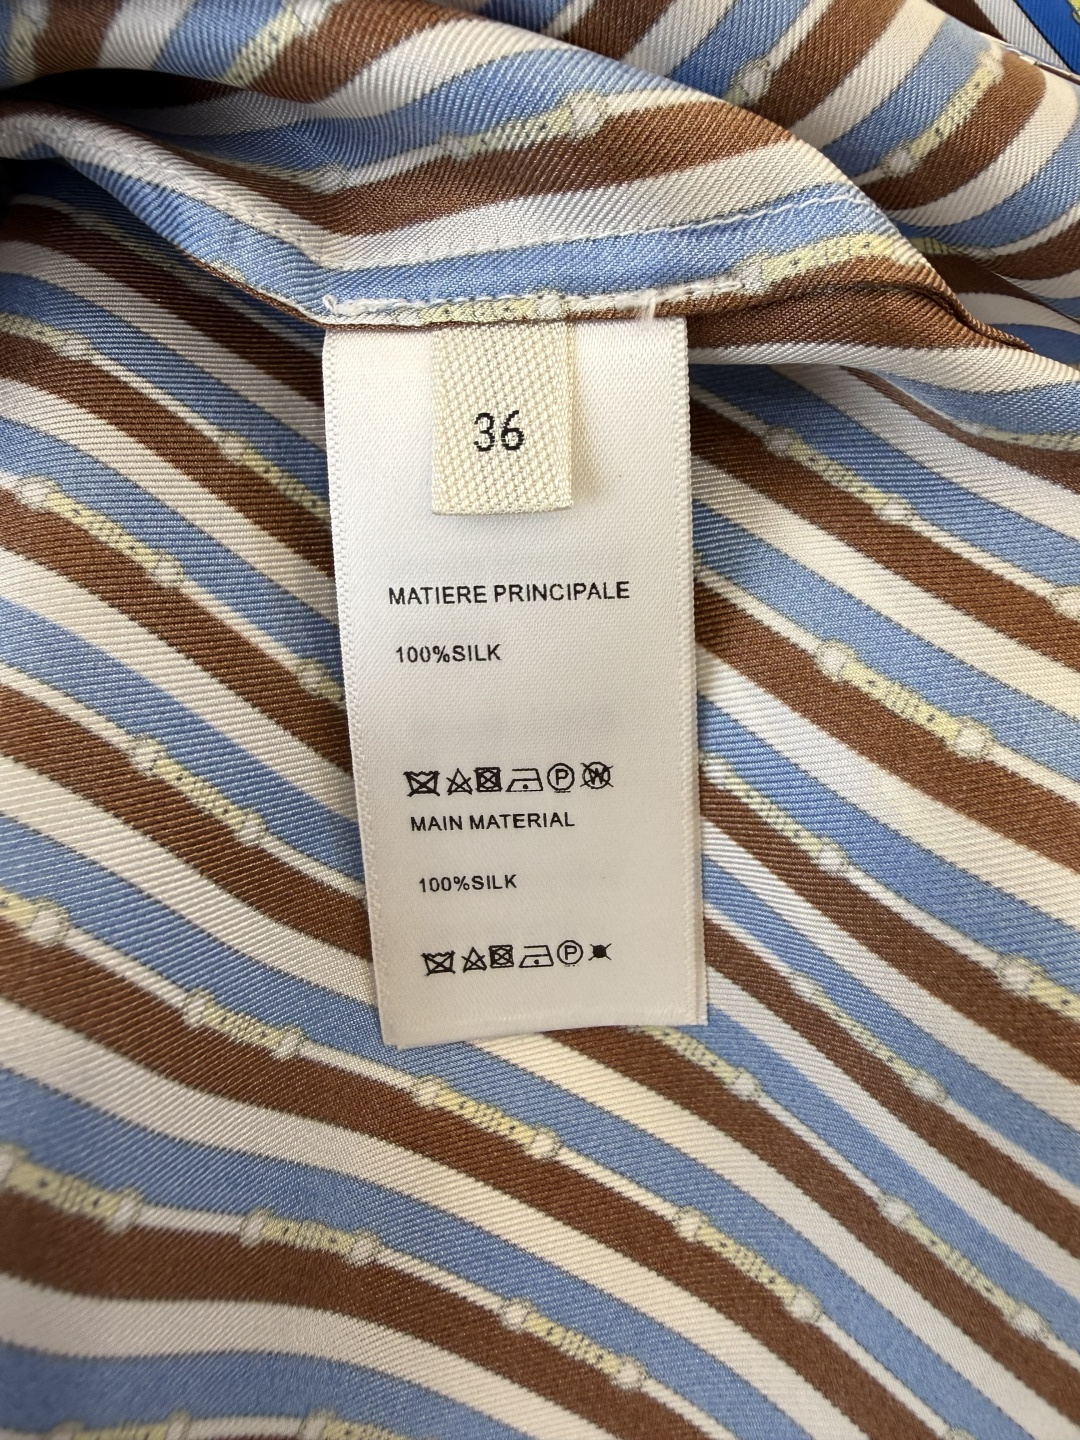 36
MATIERE PRINCIPALE
100%SILK
P W
MAIN MATERIAL
100%SILK
P